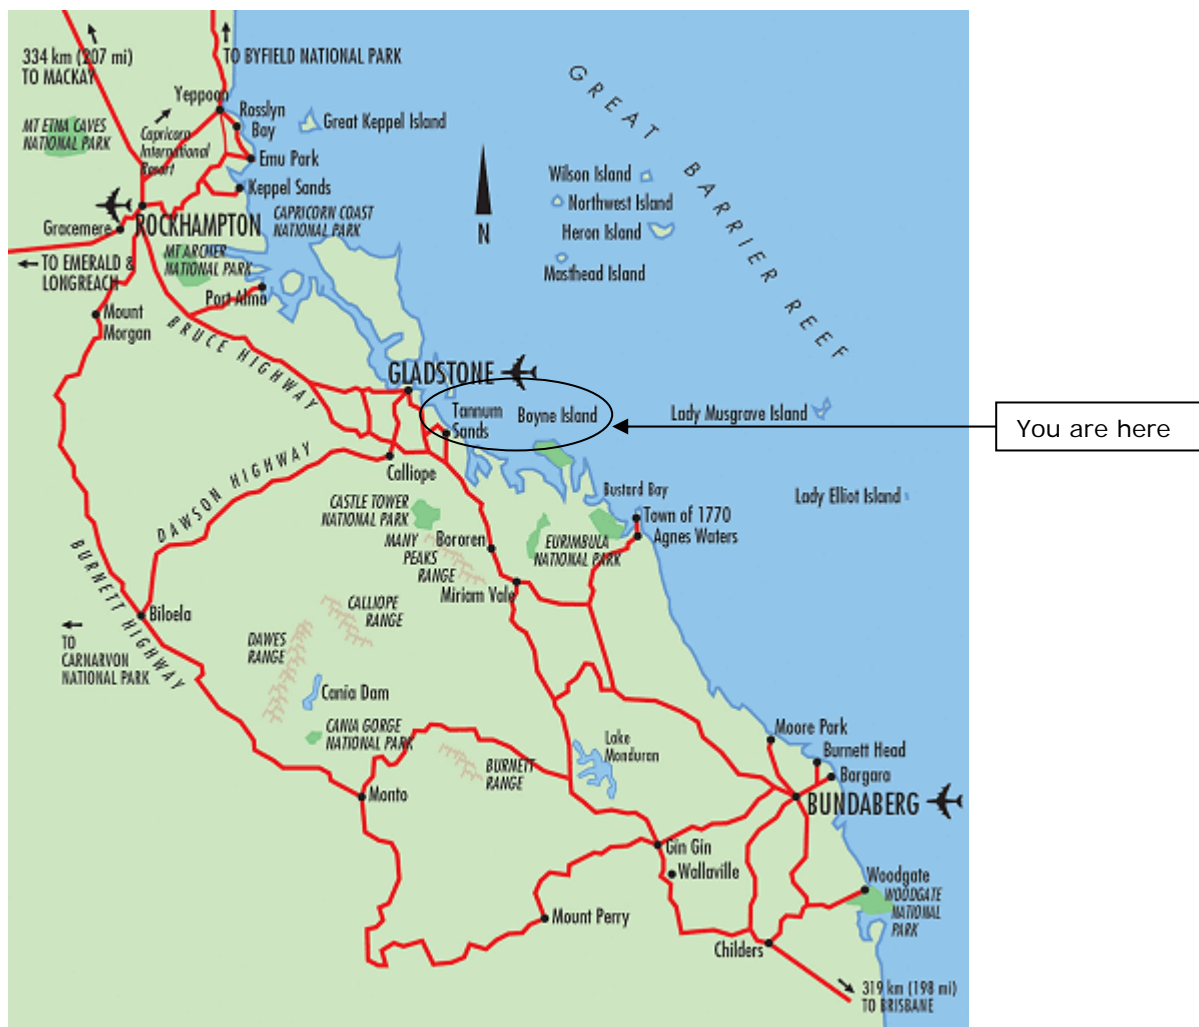 334 km (207 mi)
TO MACKAY
TO BYFIELD NATIONAL PARK
Yeppoon
Rosslyn
Bay
Great Keppel Island
MT ETNA CAVES
NATIONAL PARK
Capricorn
International
Resort
Emu Park
Keppel Sands
GREAT BARRIER REEF
Wilson Island
Northwest Island
Heron Island
Masthead Island
N
ROCKHAMPTON
Gracemere
CAPRICORN COAST
NATIONAL PARK
TO EMERALD &
LONGREACH
MT ARCHER
NATIONAL PARK
Port Alma
Mount
Morgan
BRUCE HIGHWAY
GLADSTONE
Tannum
Sands
Boyne Island
Lady Musgrave Island
You are here
Calliope
DAWSON HIGHWAY
Bustard Bay
Lady Elliot Island
CASTLE TOWER
NATIONAL PARK
Town of 1770
Agnes Waters
MANY
PEAKS
RANGE
Bororen
EURIMBULA
NATIONAL PARK
Miriam Vale
BURNETT HIGHWAY
Biloela
CALLIOPE
RANGE
TO
CARNARVON
NATIONAL PARK
DAWES
RANGE
Cania Dam
CANIA GORGE
NATIONAL PARK
BURNETT
RANGE
Lake
Monduran
Moore Park
Burnett Head
Bargara
BUNDABERG
Monto
Gin Gin
Wallaville
Woodgate
WOODGATE
NATIONAL
PARK
Mount Perry
Childers
319 km (198 mi)
TO BRISBANE